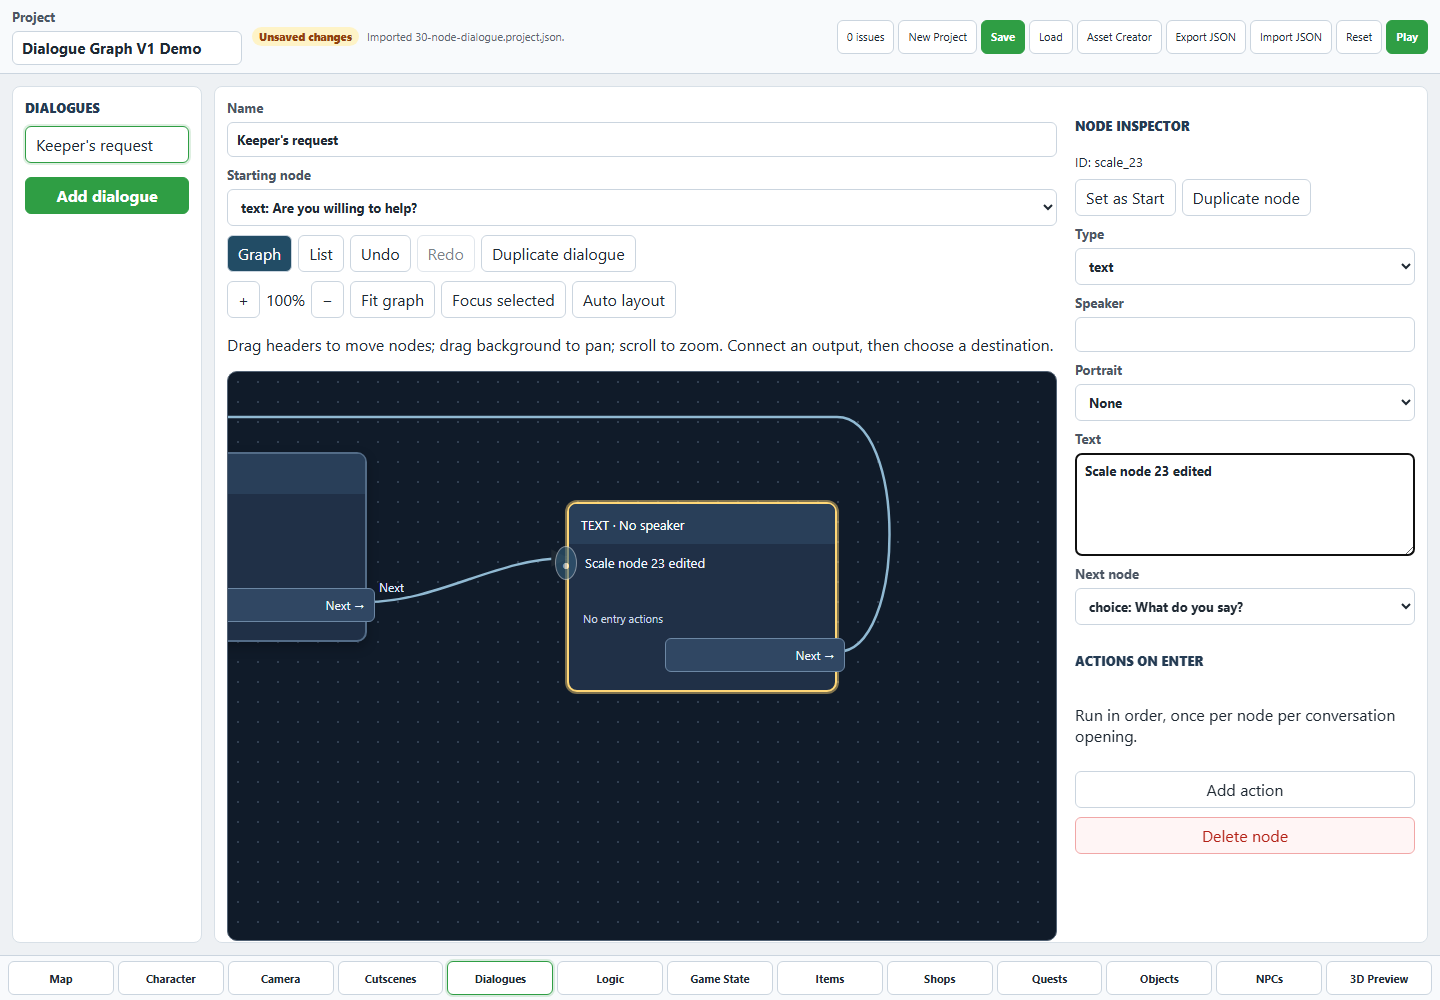 Project
Dialogue Graph V1 Demo
Unsaved changes
Imported 30-node-dialogue.project.json.
0 issues
New Project
Save
Load
Asset Creator
Export JSON
Import JSON
Reset
Play
DIALOGUES
Keeper's request
Add dialogue
Name
Keeper's request
Starting node
text: Are you willing to help?
Graph
List
Undo
Redo
Duplicate dialogue
+
100%
−
Fit graph
Focus selected
Auto layout
Drag headers to move nodes; drag background to pan; scroll to zoom. Connect an output, then choose a destination.
Next →
Next
TEXT · No speaker
Scale node 23 edited
No entry actions
Next →
NODE INSPECTOR
ID: scale_23
Set as Start
Duplicate node
Type
text
Speaker
Portrait
None
Text
Scale node 23 edited
Next node
choice: What do you say?
ACTIONS ON ENTER
Run in order, once per node per conversation
opening.
Add action
Delete node
Map
Character
Camera
Cutscenes
Dialogues
Logic
Game State
Items
Shops
Quests
Objects
NPCs
3D Preview